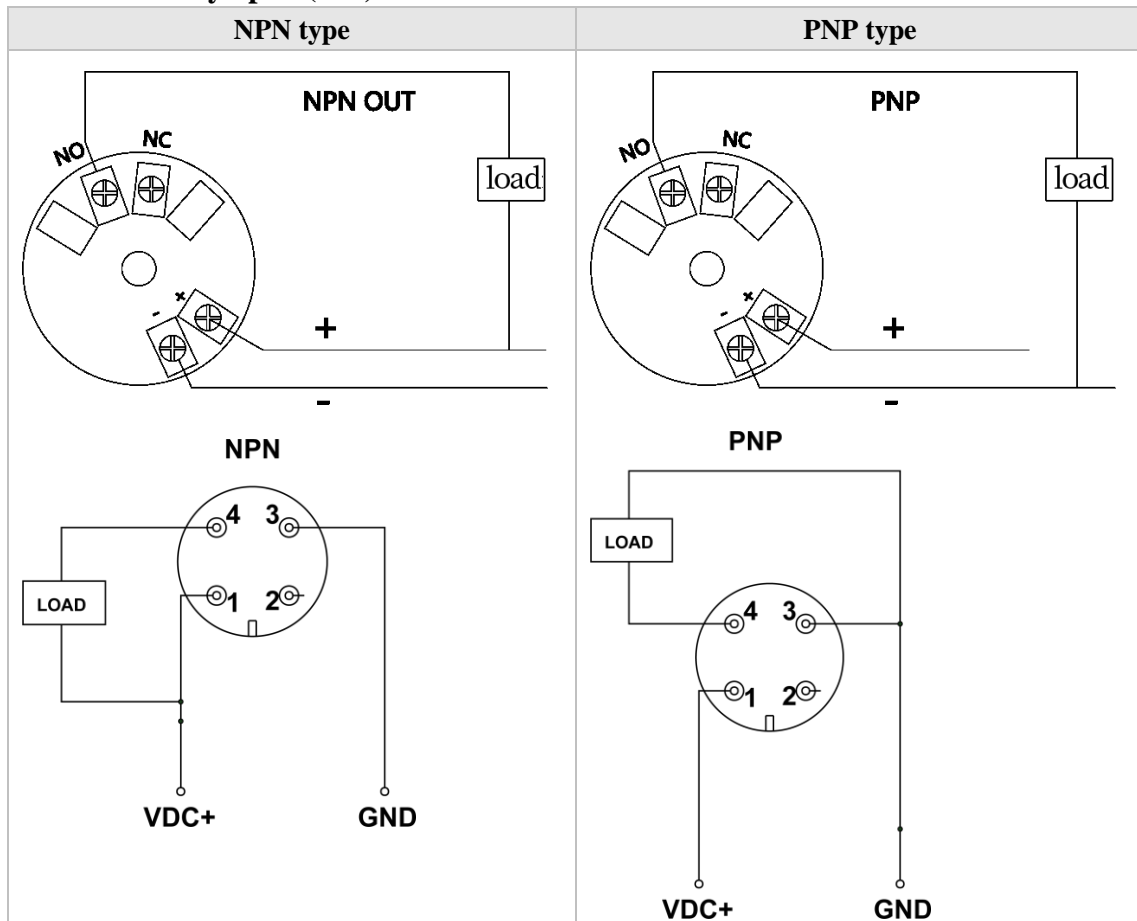 NPN type
PNP type
NPN OUT
NO
NC
load
+
-
+
-
PNP
NO
NC
load
+
-
+
-
NPN
4 3
LOAD
1 2
VDC+ GND
PNP
LOAD
4 3
1 2
VDC+ GND